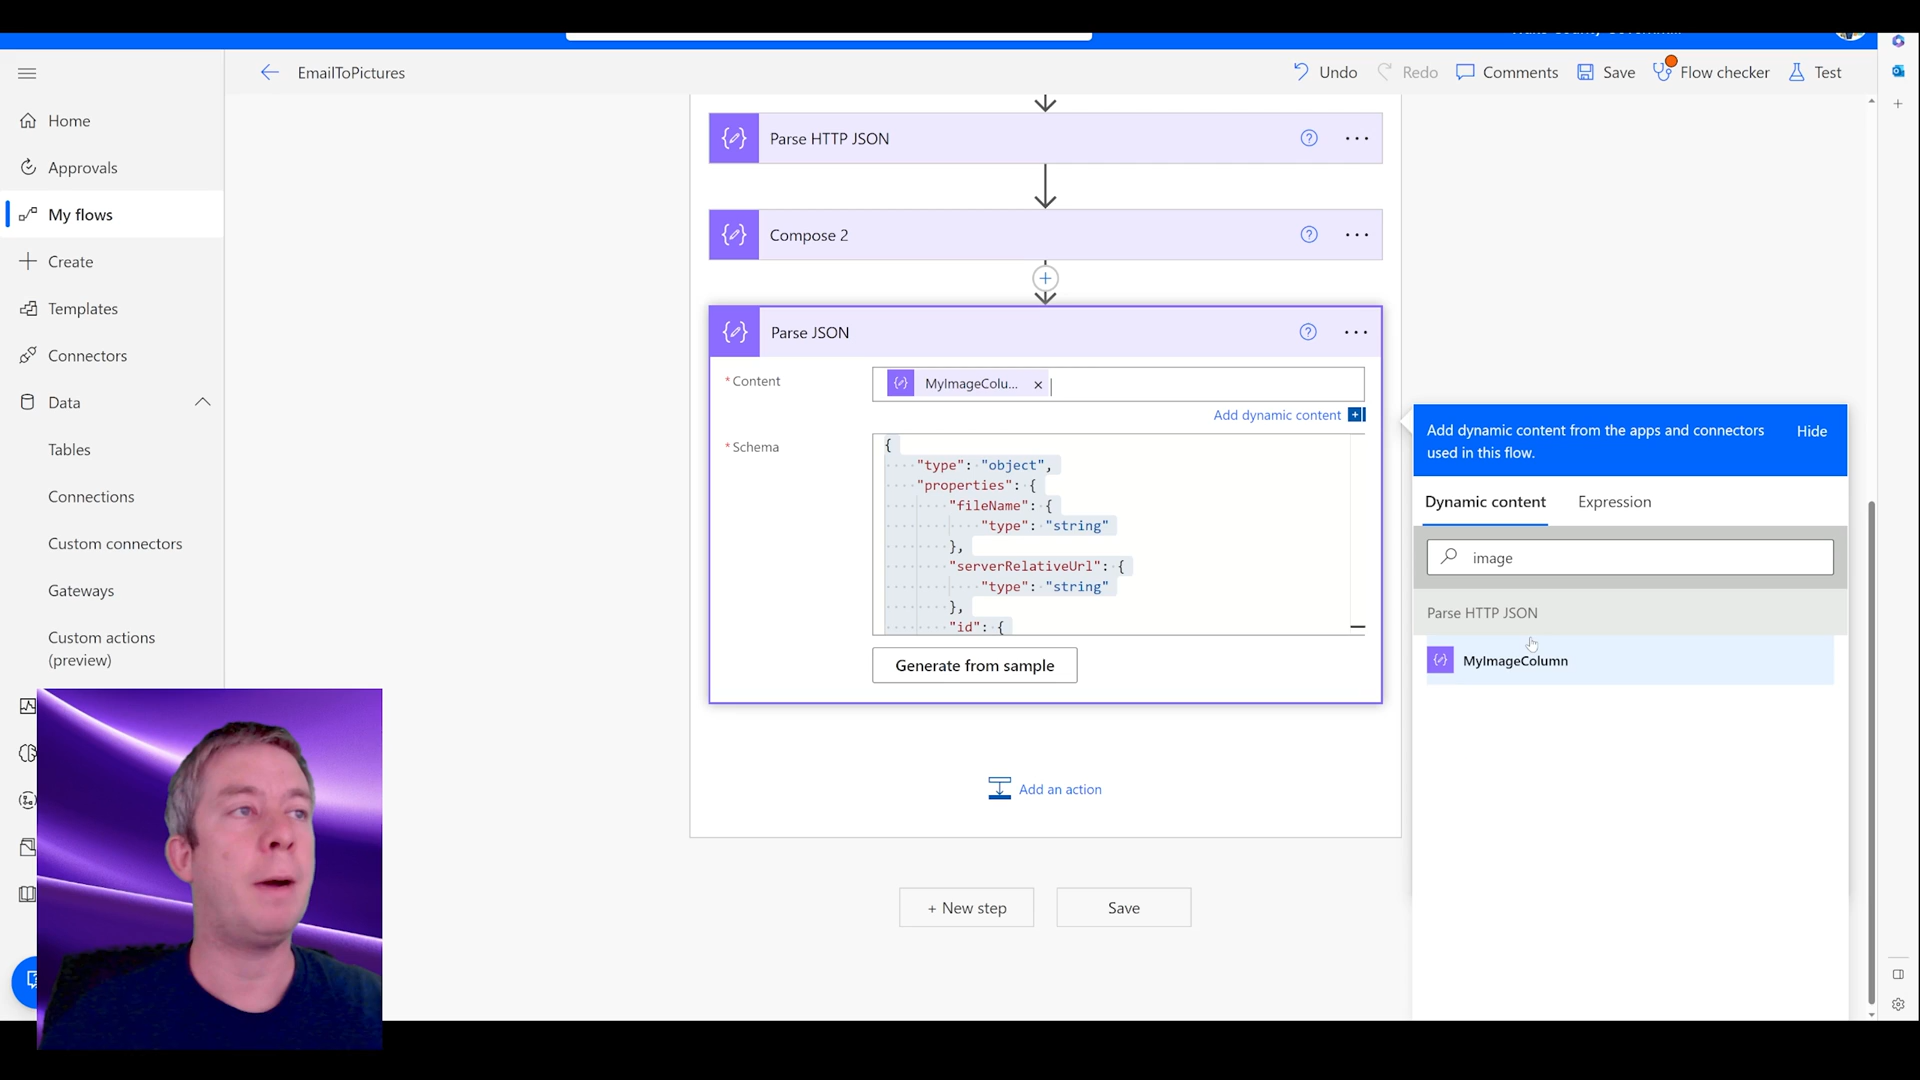 EmailToPictures
Undo
Redo
Comments
Save
Flow checker
Test
Home
Approvals
My flows
Create
Templates
Connectors
Data
Tables
Connections
Custom connectors
Gateways
Custom actions
(preview)
Parse HTTP JSON
Compose 2
Parse JSON
* Content
MyImageColu... ×
Add dynamic content
* Schema
{
"type": "object",
"properties": {
"fileName": {
"type": "string"
},
"serverRelativeUrl": {
"type": "string"
},
"id": {
Generate from sample
Add an action
+ New step
Save
Add dynamic content from the apps and connectors
used in this flow.
Hide
Dynamic content
Expression
image
Parse HTTP JSON
MyImageColumn